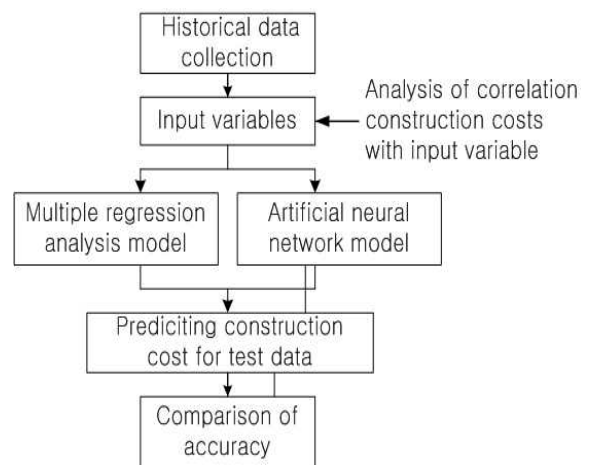 Historical data
collection
Input variables
Analysis of correlation
construction costs
with input variable
Multiple regression
analysis model
Artificial neural
network model
Prediciting construction
cost for test data
Comparison of
accuracy